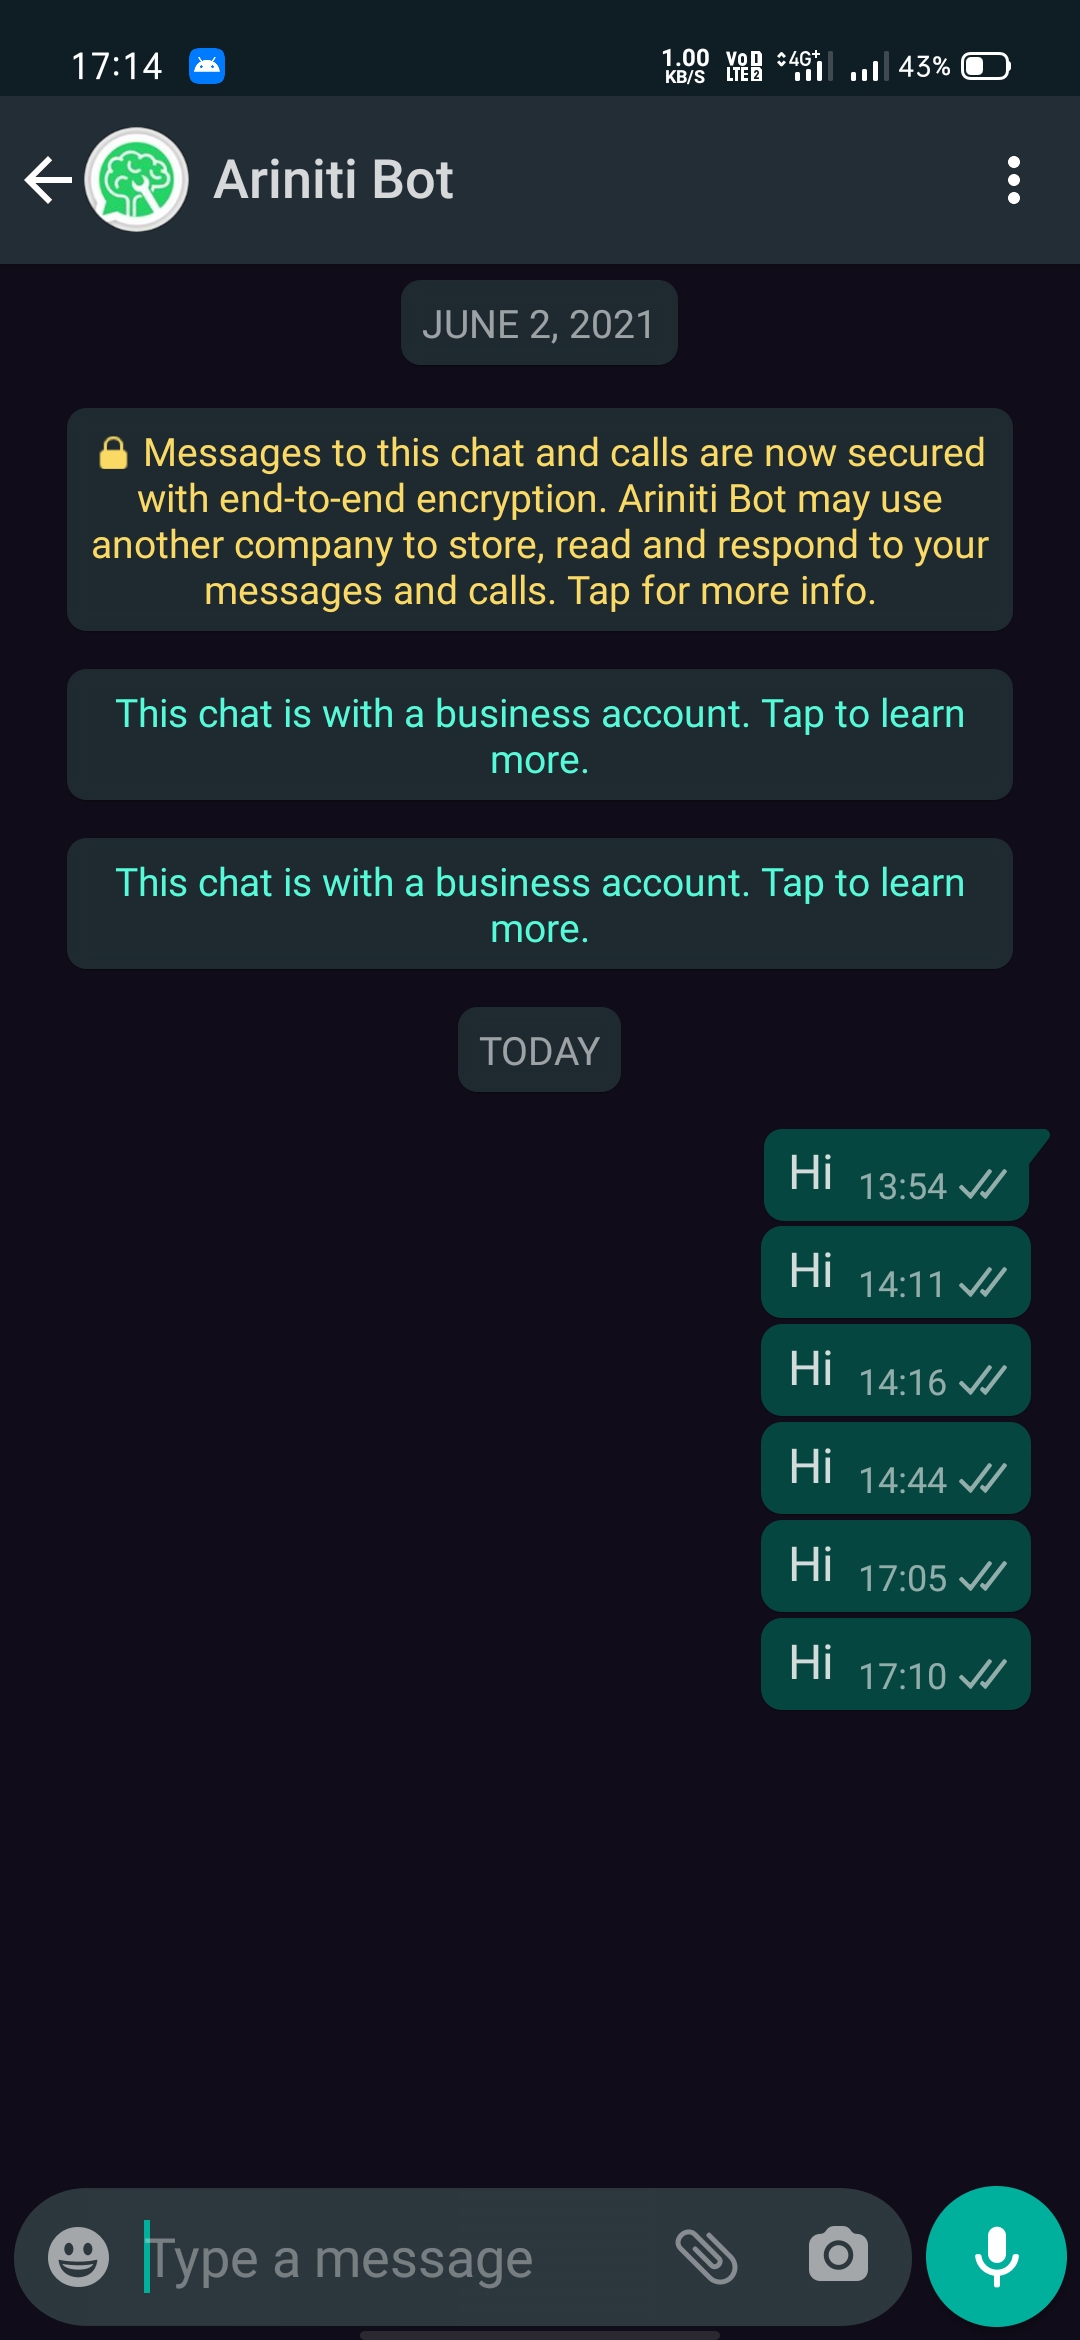 17:14
1.00 KB/S VoD LTE 2 4G+ 43%
Ariniti Bot
JUNE 2, 2021
Messages to this chat and calls are now secured
with end-to-end encryption. Ariniti Bot may use
another company to store, read and respond to your
messages and calls. Tap for more info.
This chat is with a business account. Tap to learn
more.
This chat is with a business account. Tap to learn
more.
TODAY
Hi 13:54
Hi 14:11
Hi 14:16
Hi 14:44
Hi 17:05
Hi 17:10
Type a message